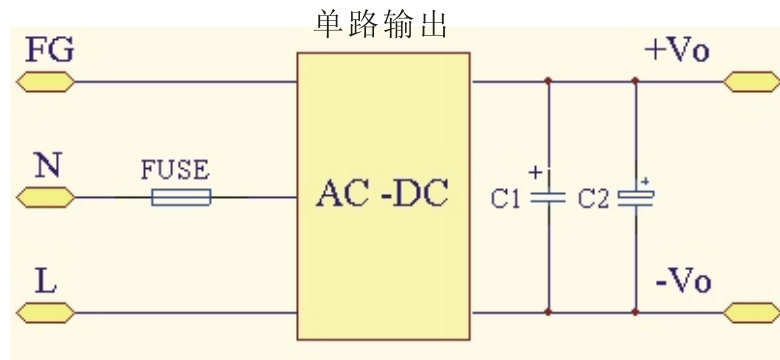 单路输出
FG +Vo
N FUSE AC -DC + C1 C2 +
L -Vo